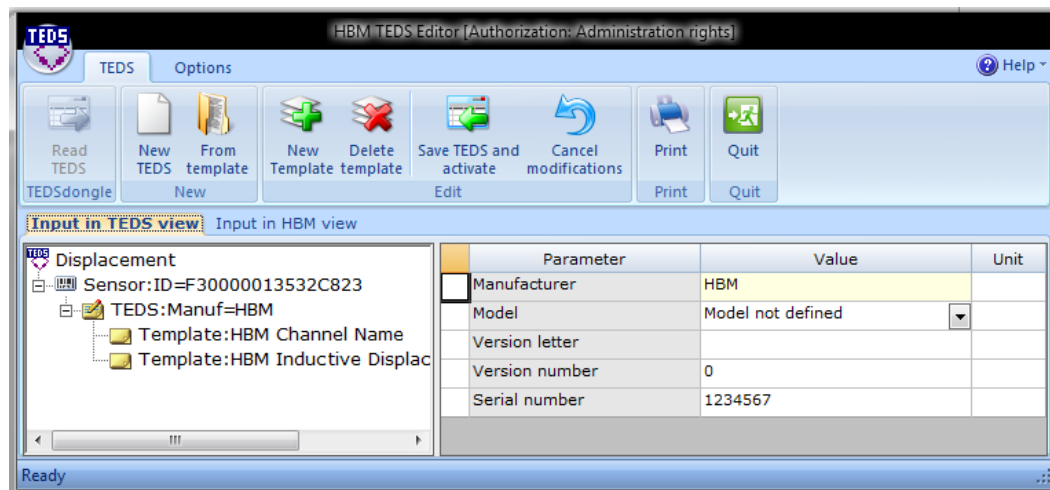 TEDS
HBM TEDS Editor [Authorization: Administration rights]
TEDS Options
Help
Read TEDS
New TEDS
From template
New Template
Delete template
Save TEDS and activate
Cancel modifications
Print
Quit
TEDSdongle New Edit Print Quit
Input in TEDS view Input in HBM view
TEDS Displacement
Sensor:ID=F30000013532C823
TEDS:Manuf=HBM
Template:HBM Channel Name
Template:HBM Inductive Displac
Parameter Value Unit
Manufacturer HBM
Model Model not defined
Version letter
Version number 0
Serial number 1234567
Ready